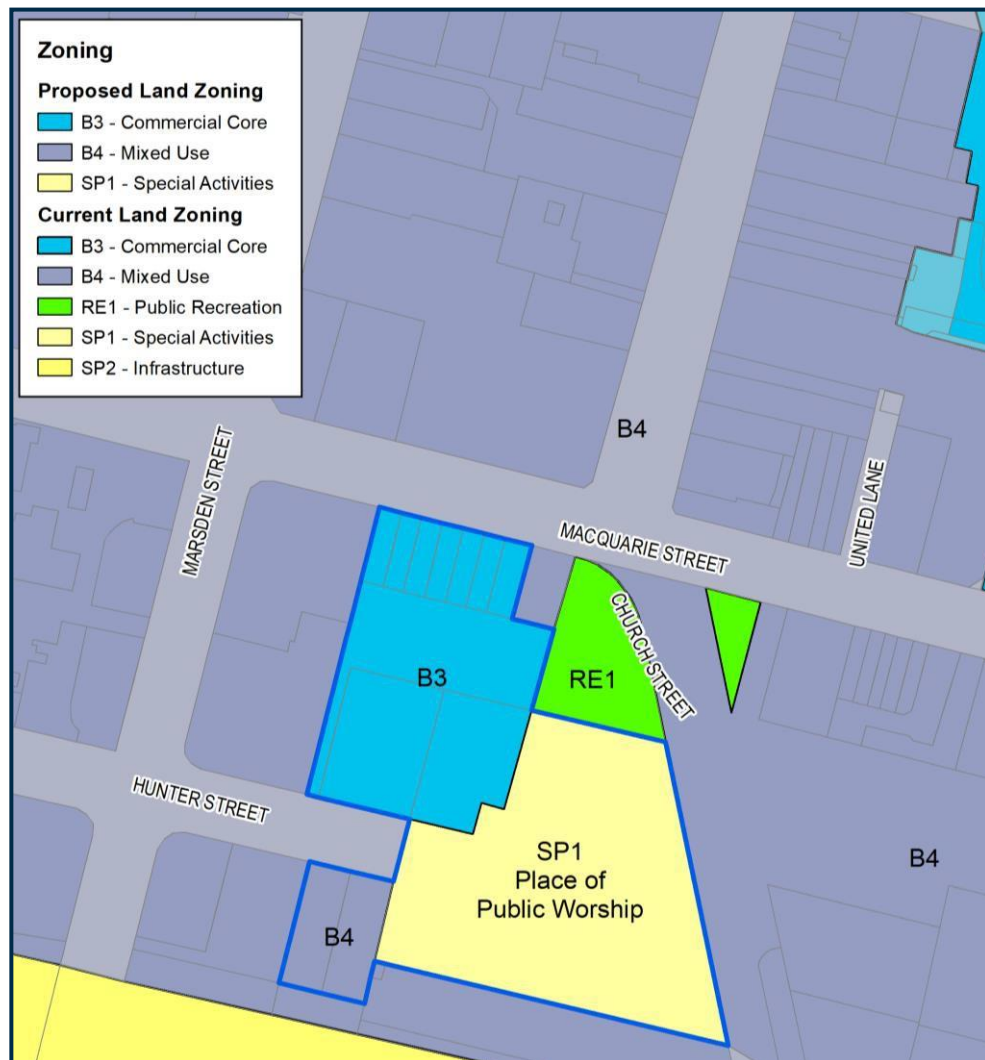 Zoning
Proposed Land Zoning
B3 - Commercial Core
B4 - Mixed Use
SP1 - Special Activities
Current Land Zoning
B3 - Commercial Core
B4 - Mixed Use
RE1 - Public Recreation
SP1 - Special Activities
SP2 - Infrastructure
B4
MARSDEN STREET
MACQUARIE STREET
UNITED LANE
CHURCH STREET
B3
RE1
HUNTER STREET
SP1
Place of
Public Worship
B4
B4